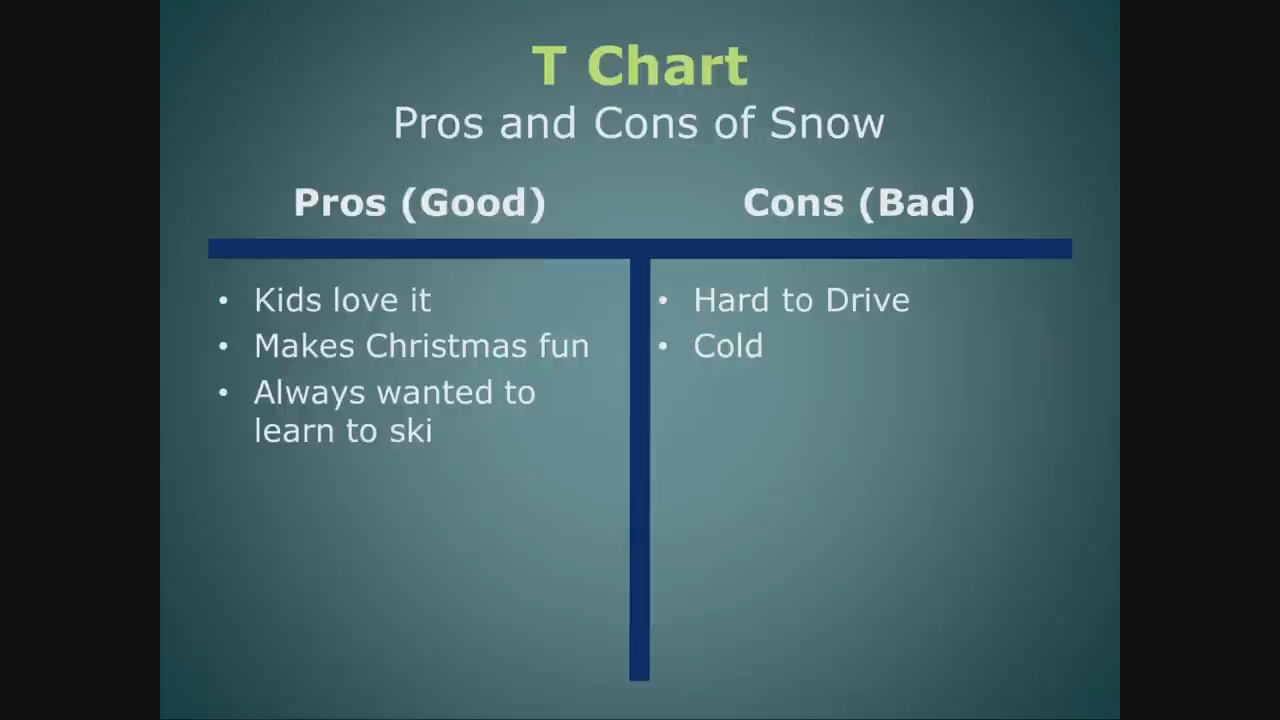 T Chart
Pros and Cons of Snow
Pros (Good)
Cons (Bad)
• Kids love it
• Makes Christmas fun
• Always wanted to
learn to ski
• Hard to Drive
• Cold